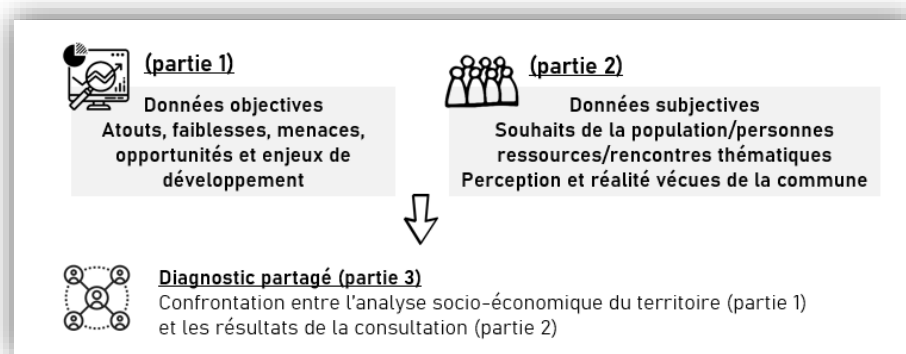 (partie 1)
Données objectives
Atouts, faiblesses, menaces,
opportunités et enjeux de
développement
(partie 2)
Données subjectives
Souhaits de la population/personnes
ressources/rencontres thématiques
Perception et réalité vécues de la commune
Diagnostic partagé (partie 3)
Confrontation entre l'analyse socio-économique du territoire (partie 1)
et les résultats de la consultation (partie 2)